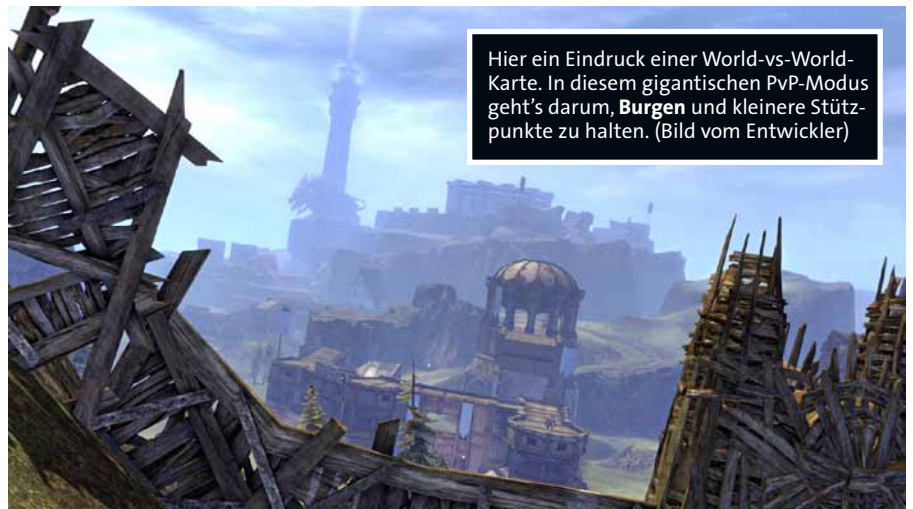 Hier ein Eindruck einer World-vs-World-
Karte. In diesem gigantischen PvP-Modus
geht's darum, Burgen und kleinere Stütz-
punkte zu halten. (Bild vom Entwickler)